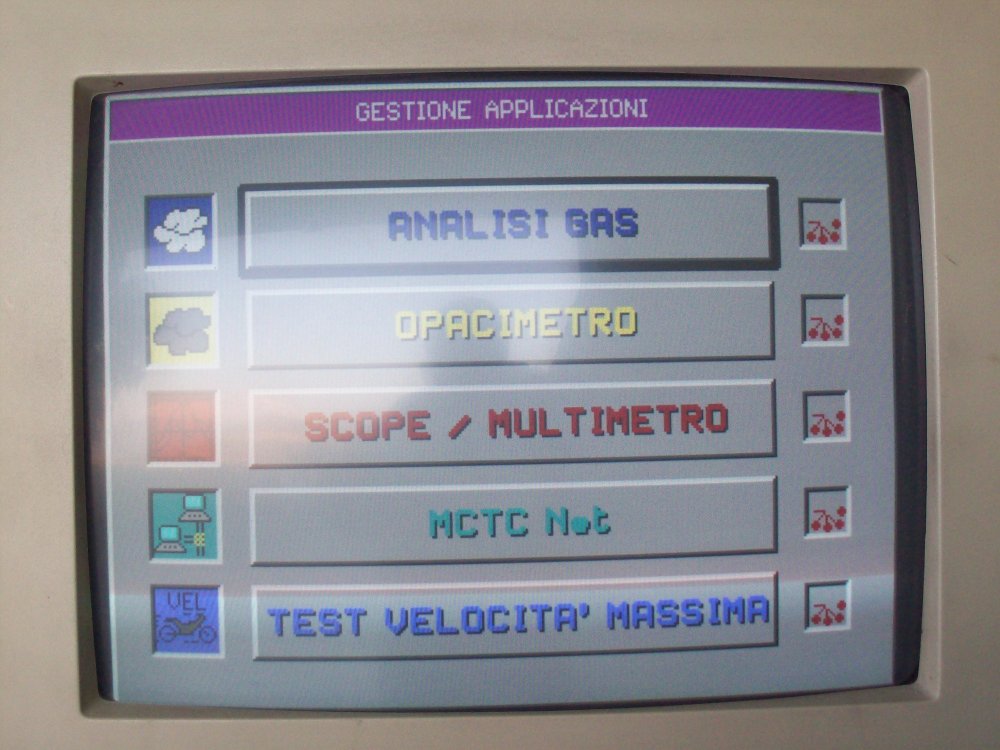 GESTIONE APPLICAZIONI
ANALISI GAS
OPACIMETRO
SCOPE / MULTIMETRO
MCTC Net
VEL
TEST VELOCITA' MASSIMA